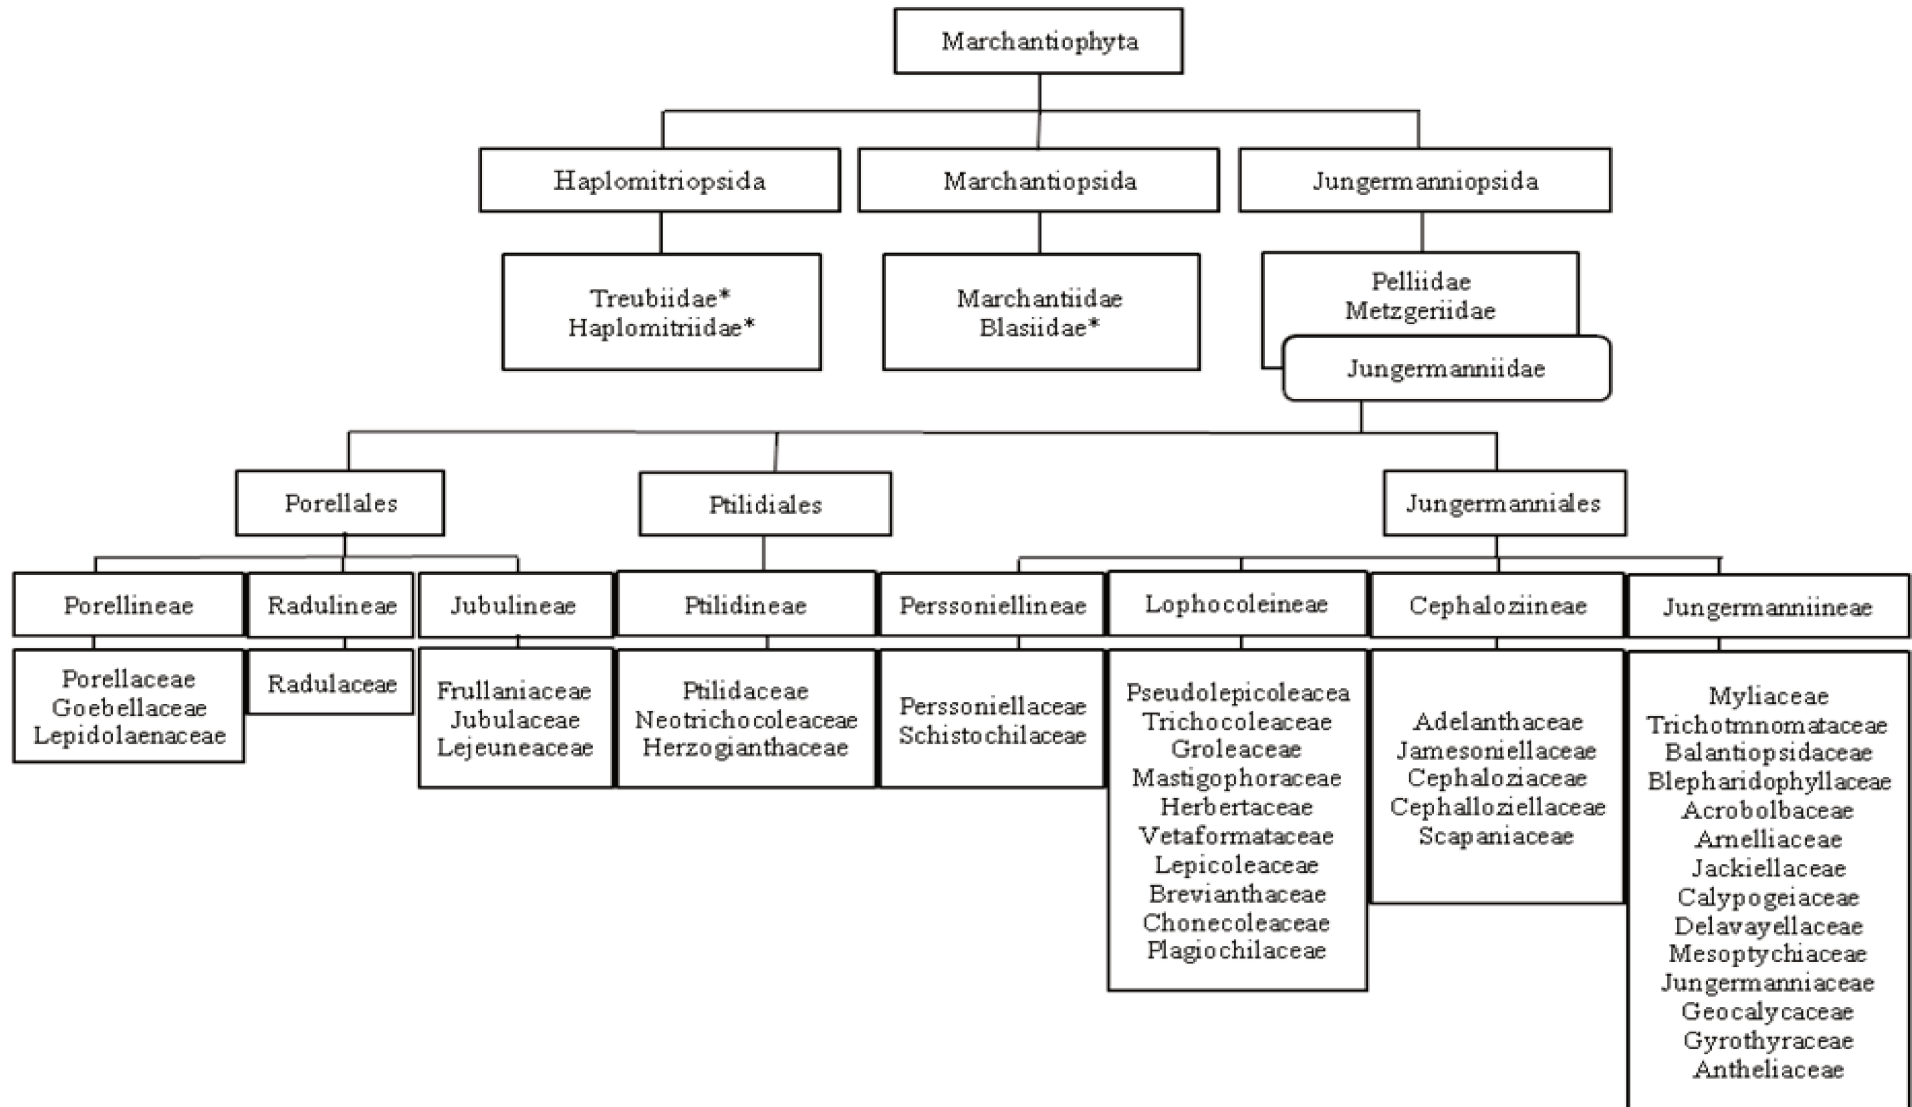 Marchantiophyta
Haplomitriopsida
Marchantiopsida
Jungermanniopsida
Treubiidae*
Haplomitriidae*
Marchantiidae
Blasiidae*
Pelliidae
Metzgeriidae
Jungermanniidae
Porellales
Ptilidiales
Jungermanniales
Porellineae
Radulineae
Jubulineae
Ptilidineae
Perssoniellineae
Lophocoleineae
Cephaloziineae
Jungermanniineae
Porellaceae
Goebellaceae
Lepidolaenaceae
Radulaceae
Frullaniaceae
Jubulaceae
Lejeuneaceae
Ptilidaceae
Neotrichocoleaceae
Herzogianthaceae
Perssoniellaceae
Schistochilaceae
Pseudolepicoleacea
Trichocoleaceae
Groleaceae
Mastigophoraceae
Herbertaceae
Vetaformataceae
Lepicoleaceae
Brevianthaceae
Chonecoleaceae
Plagiochilaceae
Adelanthaceae
Jamesoniellaceae
Cephaloziaceae
Cephalloziellaceae
Scapaniaceae
Myliaceae
Trichotmnomataceae
Balantiopsidaceae
Blepharidophyllaceae
Acrobolbaceae
Arnelliaceae
Jackiellaceae
Calypogeiaceae
Delavayellaceae
Mesoptychiaceae
Jungermanniaceae
Geocalycaceae
Gyrothyraceae
Antheliaceae